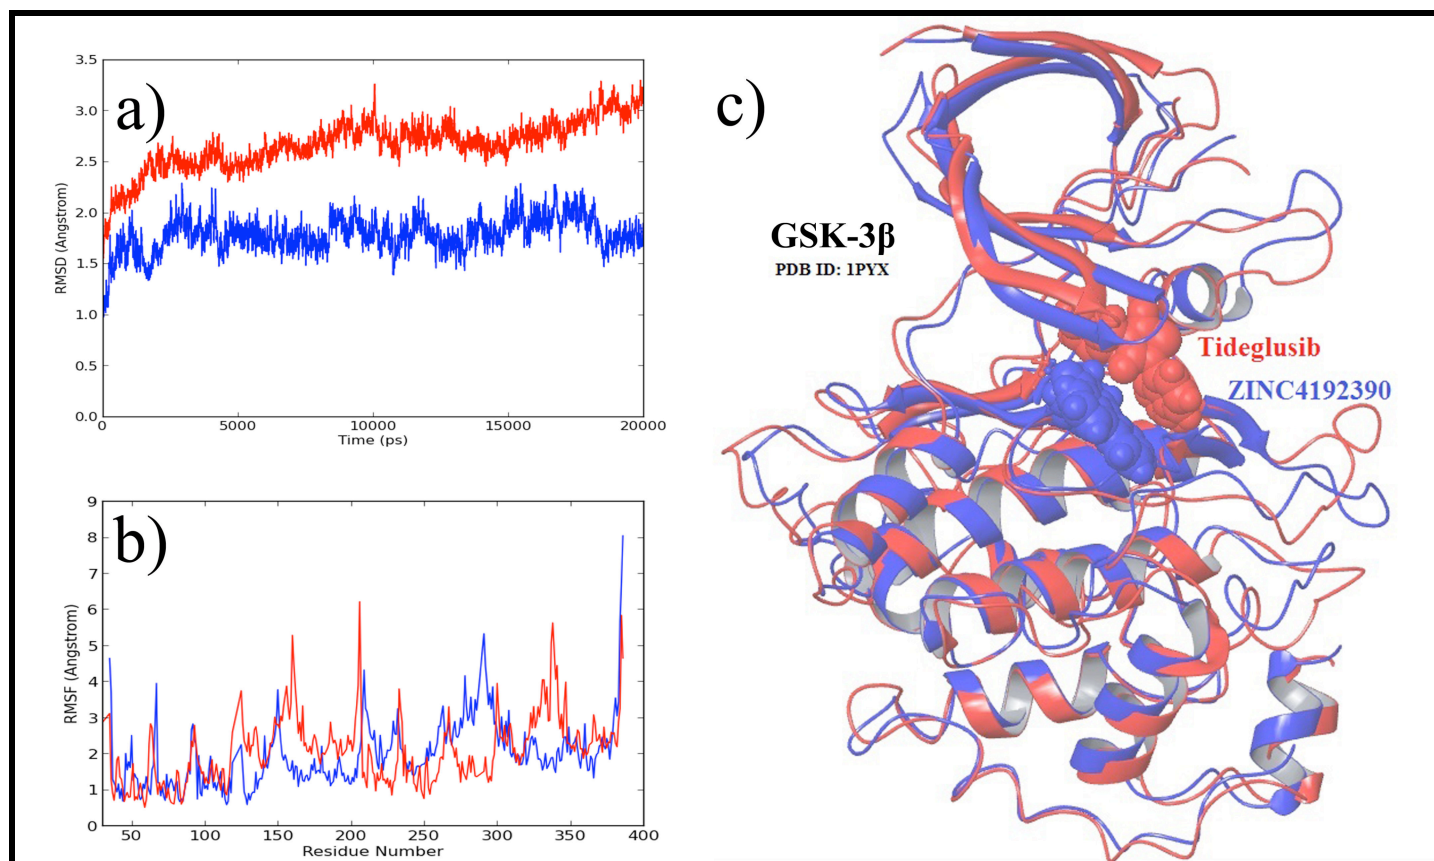 a)
3.5
3.0
2.5
2.0
1.5
1.0
0.5
0.0
RMSD (Angstrom)
0
5000
10000
15000
20000
Time (ps)
b)
9
8
7
6
5
4
3
2
1
0
RMSF (Angstrom)
50
100
150
200
250
300
350
400
Residue Number
c)
GSK-3β
PDB ID: 1PYX
Tideglusib
ZINC4192390